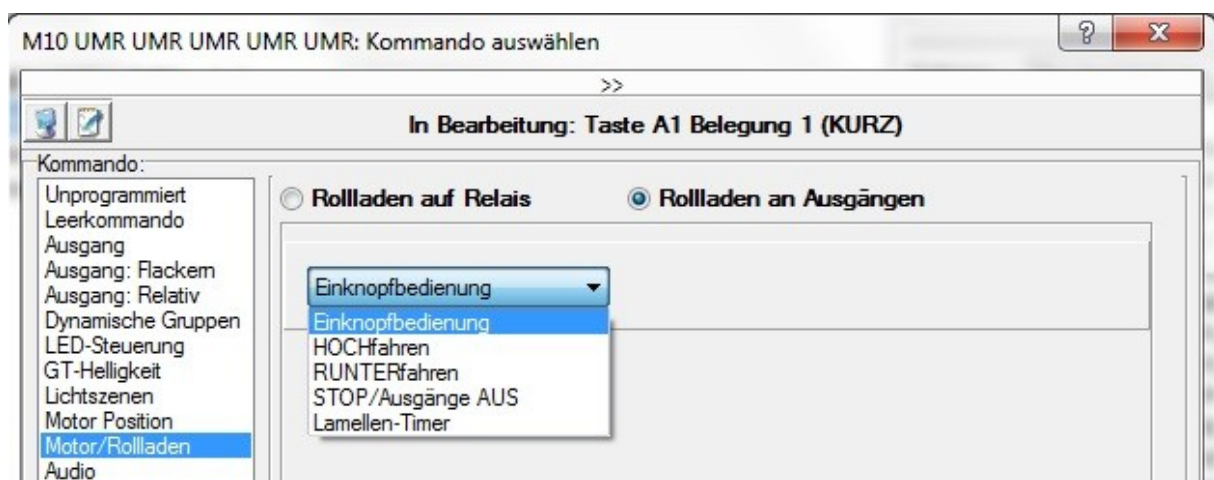 M10 UMR UMR UMR UMR UMR: Kommando auswählen
>>
In Bearbeitung: Taste A1 Belegung 1 (KURZ)
Kommando:
Unprogrammiert
Leerkommando
Ausgang
Ausgang: Flackern
Ausgang: Relativ
Dynamische Gruppen
LED-Steuerung
GT-Helligkeit
Lichtszenen
Motor Position
Motor/Rollladen
Audio
Rollladen auf Relais
Rollladen an Ausgängen
Einknopfbedienung
Einknopfbedienung
HOCHfahren
RUNTERfahren
STOP/Ausgänge AUS
Lamellen-Timer